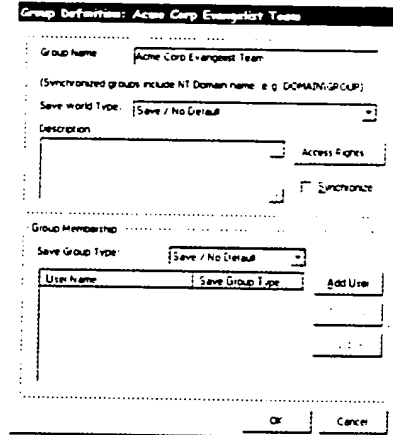 Group Definition: Acme Corp Evangelist Team
Group Name Acme Corp Evangelist Team
(Synchronized groups include NT Domain name e.g. DOMAIN\GROUP)
Save World Type: Save / No Default
Description
Access Rights
Synchronize
Group Membership
Save Group Type: Save / No Default
User Name Save Group Type Add User
OK Cancel